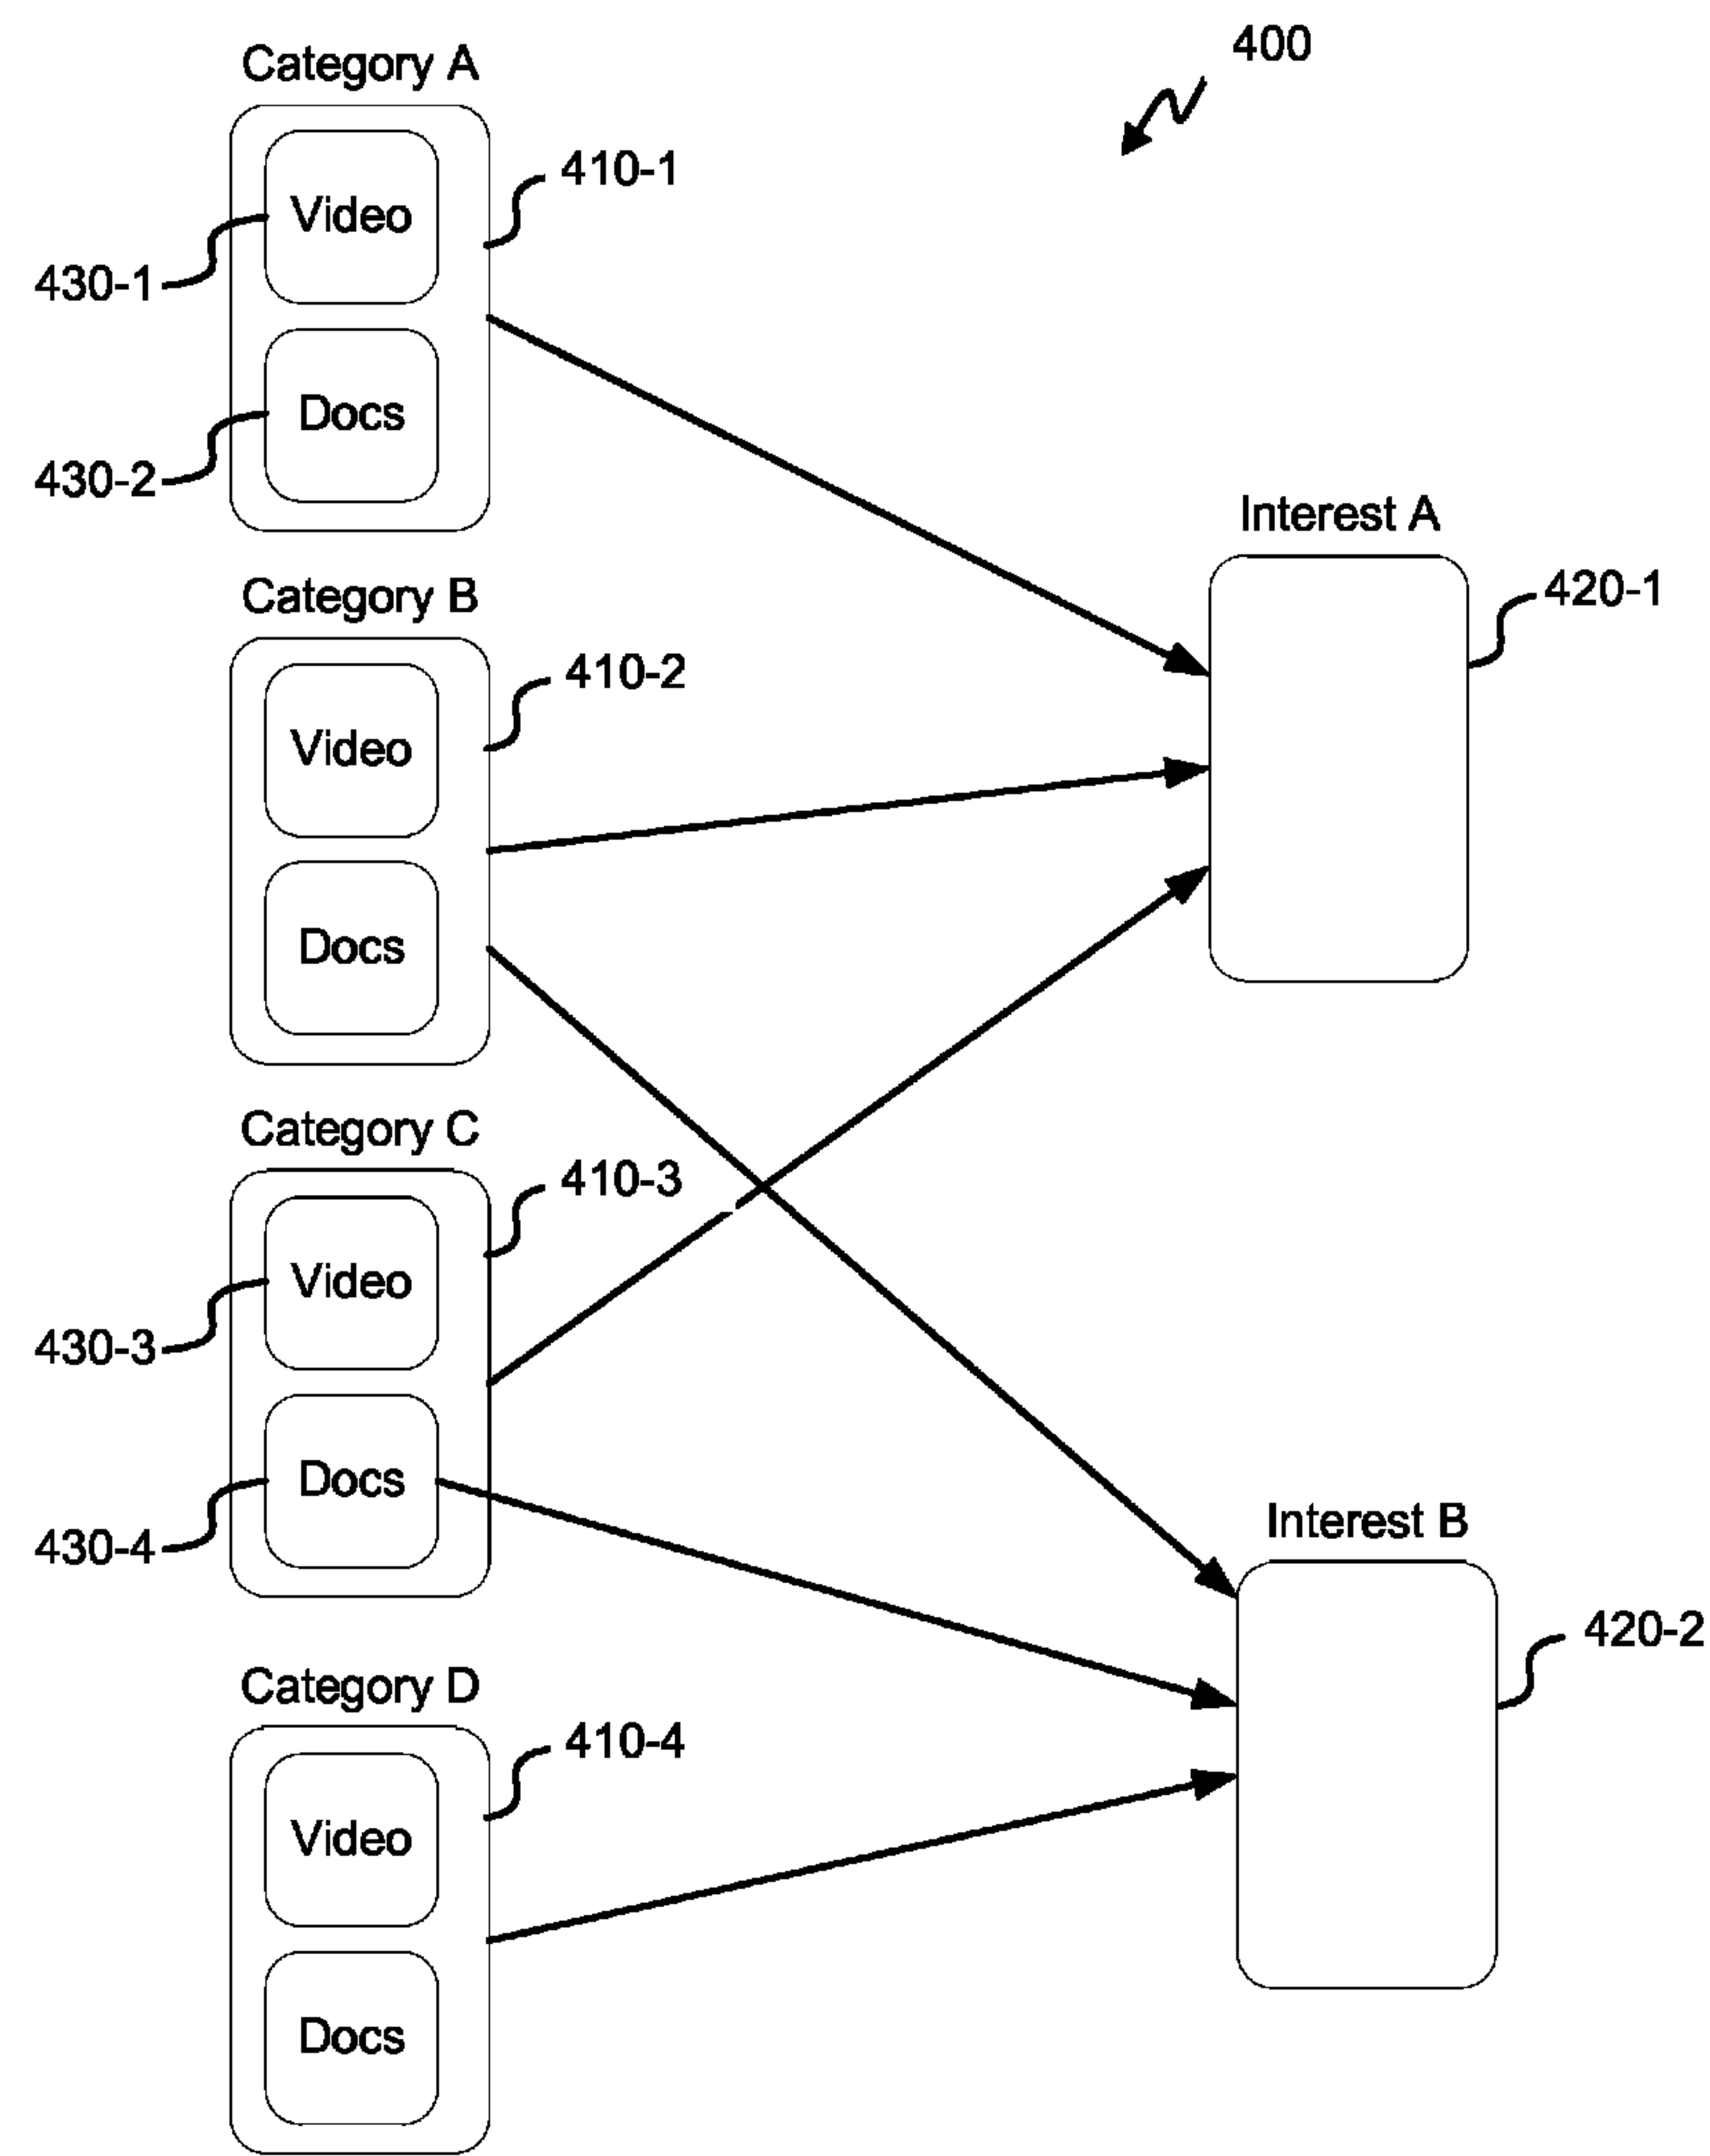 400
Category A
410-1
Video
430-1
Docs
430-2
Interest A
420-1
Category B
410-2
Video
Docs
Category C
410-3
Video
430-3
Docs
430-4
Interest B
420-2
Category D
410-4
Video
Docs